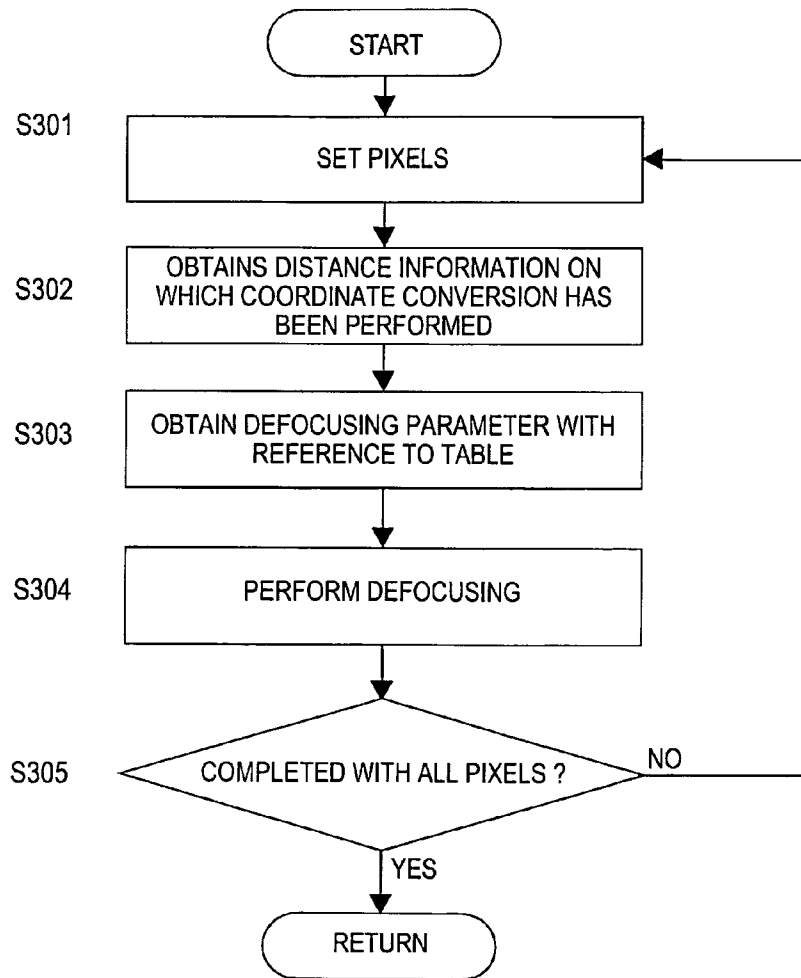 START
S301
SET PIXELS
S302
OBTAINS DISTANCE INFORMATION ON
WHICH COORDINATE CONVERSION HAS
BEEN PERFORMED
S303
OBTAIN DEFOCUSING PARAMETER WITH
REFERENCE TO TABLE
S304
PERFORM DEFOCUSING
S305
COMPLETED WITH ALL PIXELS ?
NO
YES
RETURN